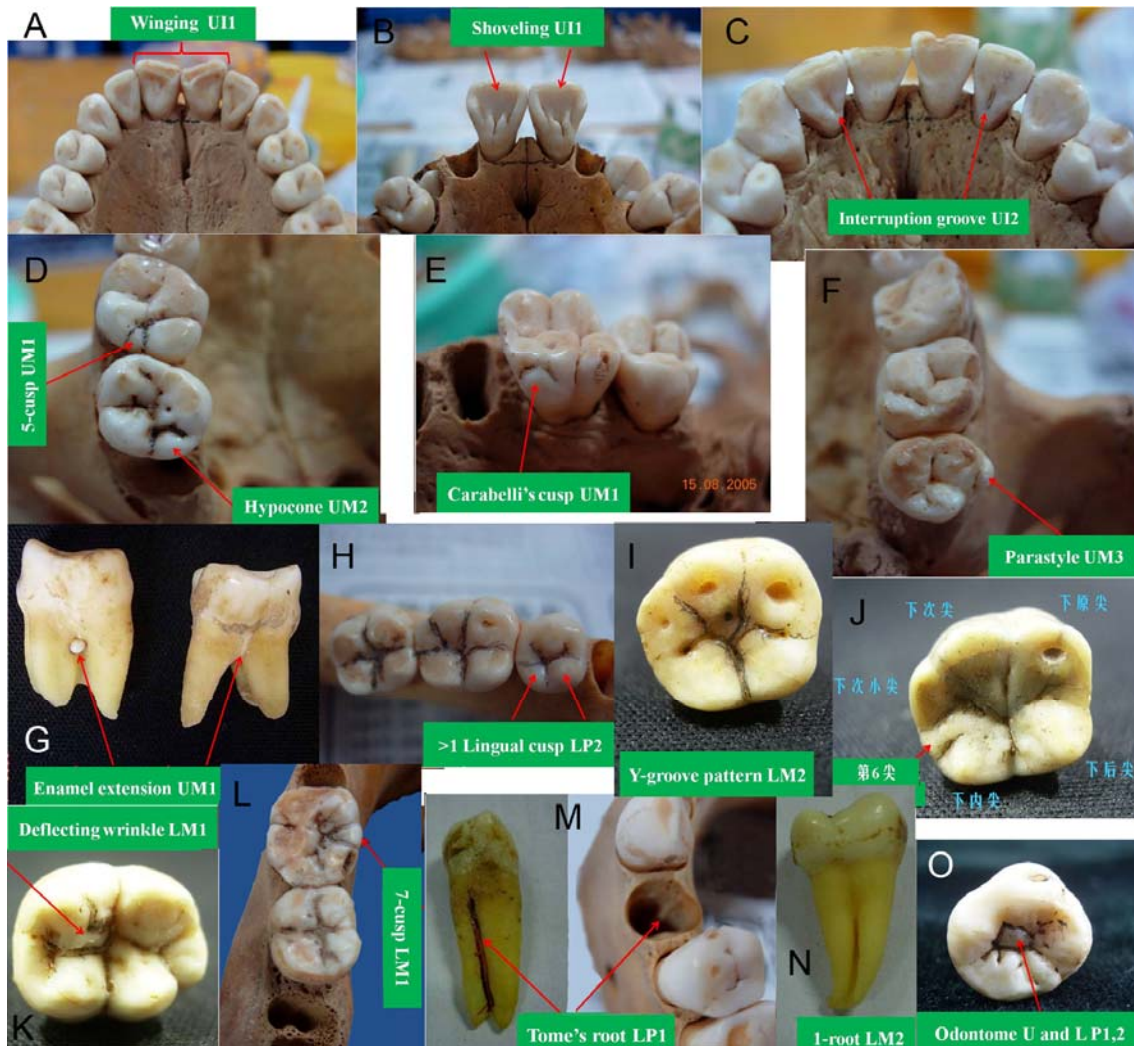 A
Winging UI1
B
Shoveling UI1
C
Interruption groove UI2
D
5-cusp UM1
Hypocone UM2
E
Carabelli's cusp UM1
15.08.2005
F
Parastyle UM3
G
Enamel extension UM1
H
>1 Lingual cusp LP2
I
Y-groove pattern LM2
J
下次尖
下原尖
下次小尖
第6尖
下后尖
下内尖
Deflecting wrinkle LM1
K
L
7-cusp LM1
M
Tome's root LP1
N
1-root LM2
O
Odontome U and L P1,2